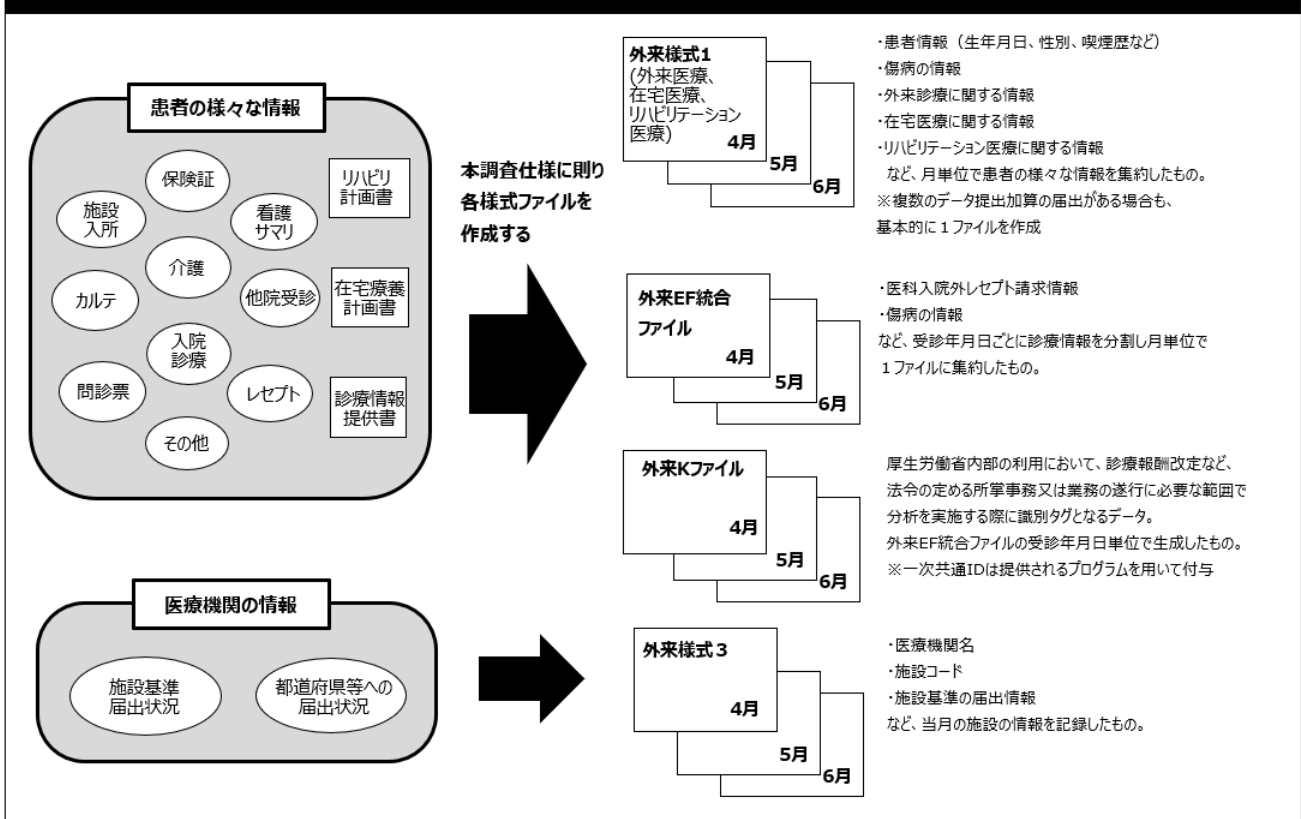 患者の様々な情報
保険証
施設
入所
看護
サマリ
介護
カルテ
他院受診
入院
診療
問診票
レセプト
その他
リハビリ
計画書
在宅療養
計画書
診療情報
提供書
本調査仕様に則り
各様式ファイルを
作成する
外来様式1
(外来医療、
在宅医療、
リハビリテーション
医療)
4月
5月
6月
・患者情報（生年月日、性別、喫煙歴など）
・傷病の情報
・外来診療に関する情報
・在宅医療に関する情報
・リハビリテーション医療に関する情報
など、月単位で患者の様々な情報を集約したもの。
※複数のデータ提出加算の届出がある場合も、
基本的に１ファイルを作成
外来EF統合
ファイル
4月
5月
6月
・医科入院外レセプト請求情報
・傷病の情報
など、受診年月日ごとに診療情報を分割し月単位で
１ファイルに集約したもの。
外来Kファイル
4月
5月
6月
厚生労働省内部の利用において、診療報酬改定など、
法令の定める所掌事務又は業務の遂行に必要な範囲で
分析を実施する際に識別タグとなるデータ。
外来EF統合ファイルの受診年月日単位で生成したもの。
※一次共通IDは提供されるプログラムを用いて付与
医療機関の情報
施設基準
届出状況
都道府県等への
届出状況
外来様式３
4月
5月
6月
・医療機関名
・施設コード
・施設基準の届出情報
など、当月の施設の情報を記録したもの。